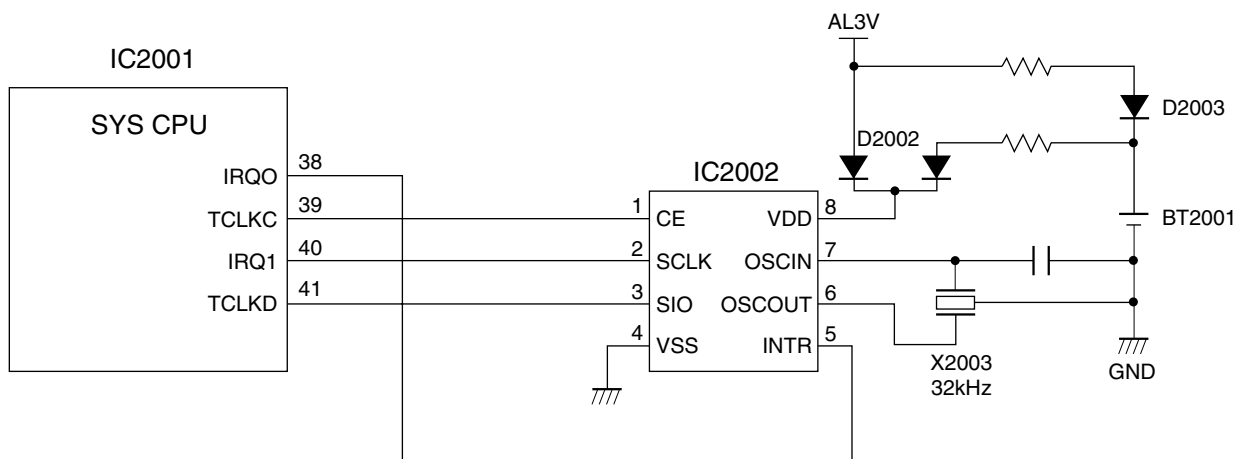 AL3V
IC2001
SYS CPU
D2003
D2002
38
IRQO
IC2002
39
TCLKC
1
CE
VDD
8
BT2001
40
IRQ1
2
SCLK
OSCIN
7
41
TCLKD
3
SIO
OSCOUT
6
4
VSS
INTR
5
X2003
32kHz
GND